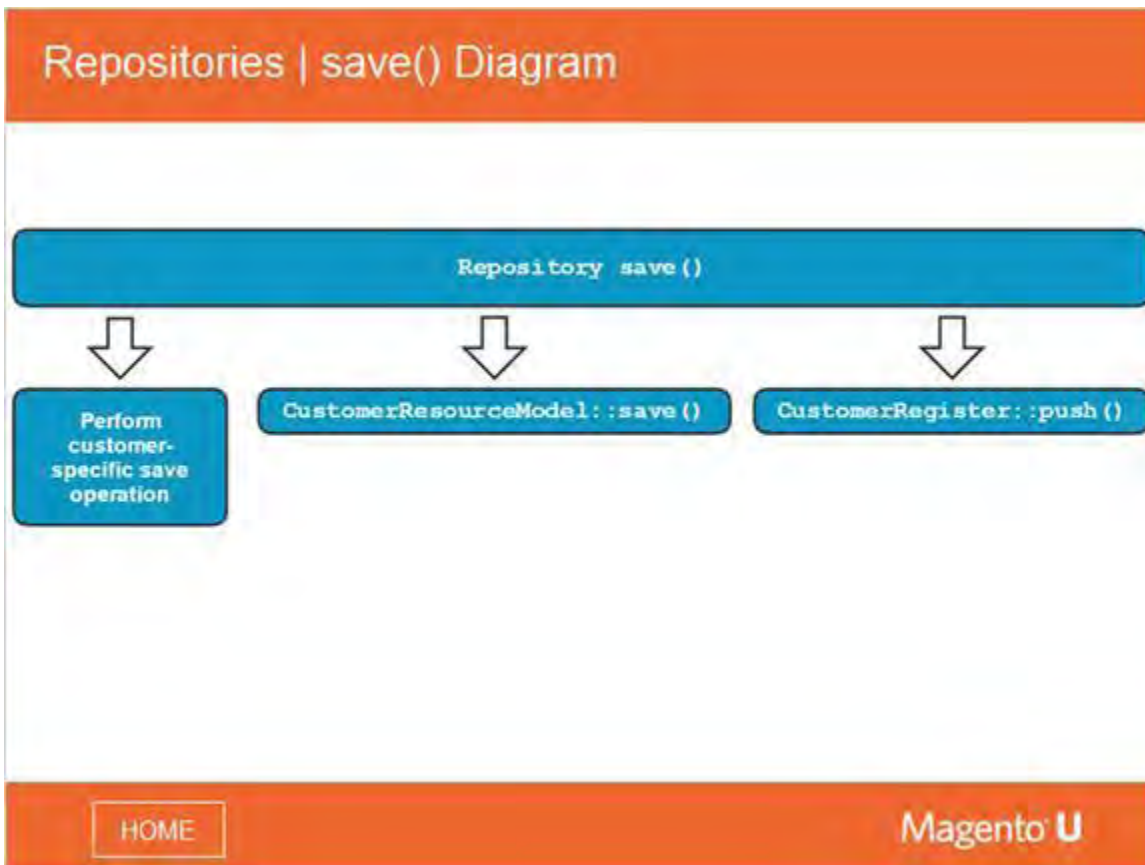 Repositories | save() Diagram
Repository save()
Perform
customer-
specific save
operation
CustomerResourceModel::save()
CustomerRegister::push()
HOME
Magento U